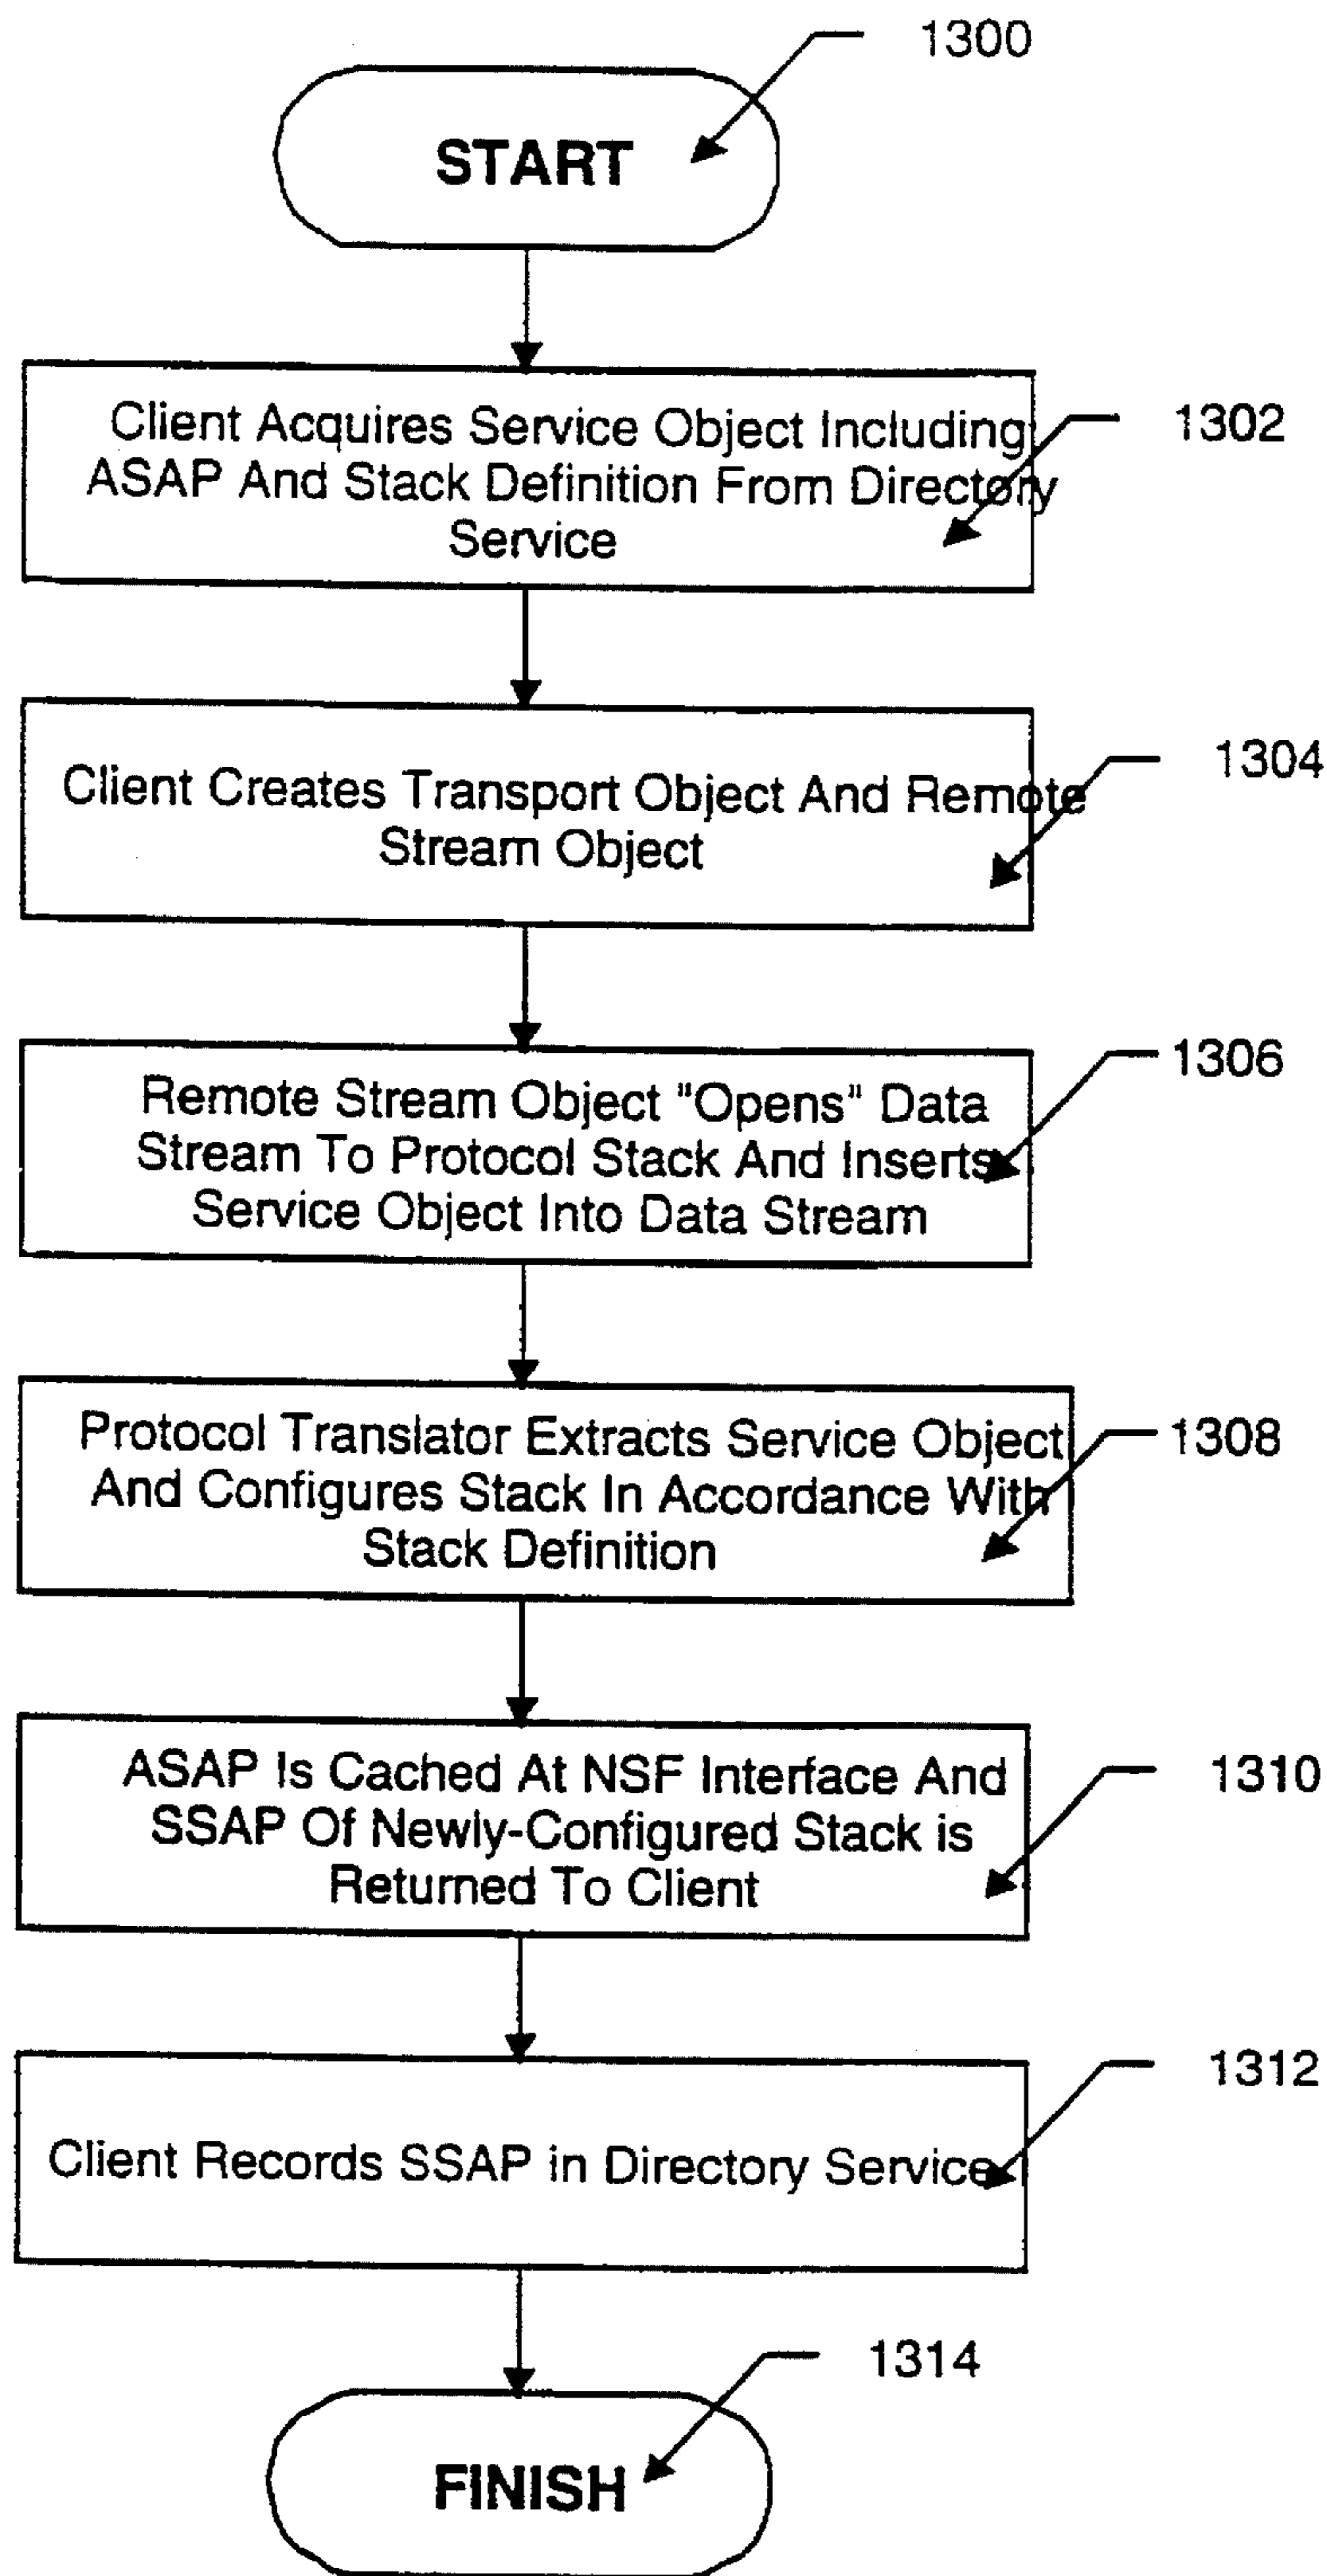 1300
START
Client Acquires Service Object Including
ASAP And Stack Definition From Directory
Service
1302
Client Creates Transport Object And Remote
Stream Object
1304
Remote Stream Object "Opens" Data
Stream To Protocol Stack And Inserts
Service Object Into Data Stream
1306
Protocol Translator Extracts Service Object
And Configures Stack In Accordance With
Stack Definition
1308
ASAP Is Cached At NSF Interface And
SSAP Of Newly-Configured Stack is
Returned To Client
1310
Client Records SSAP in Directory Service
1312
1314
FINISH